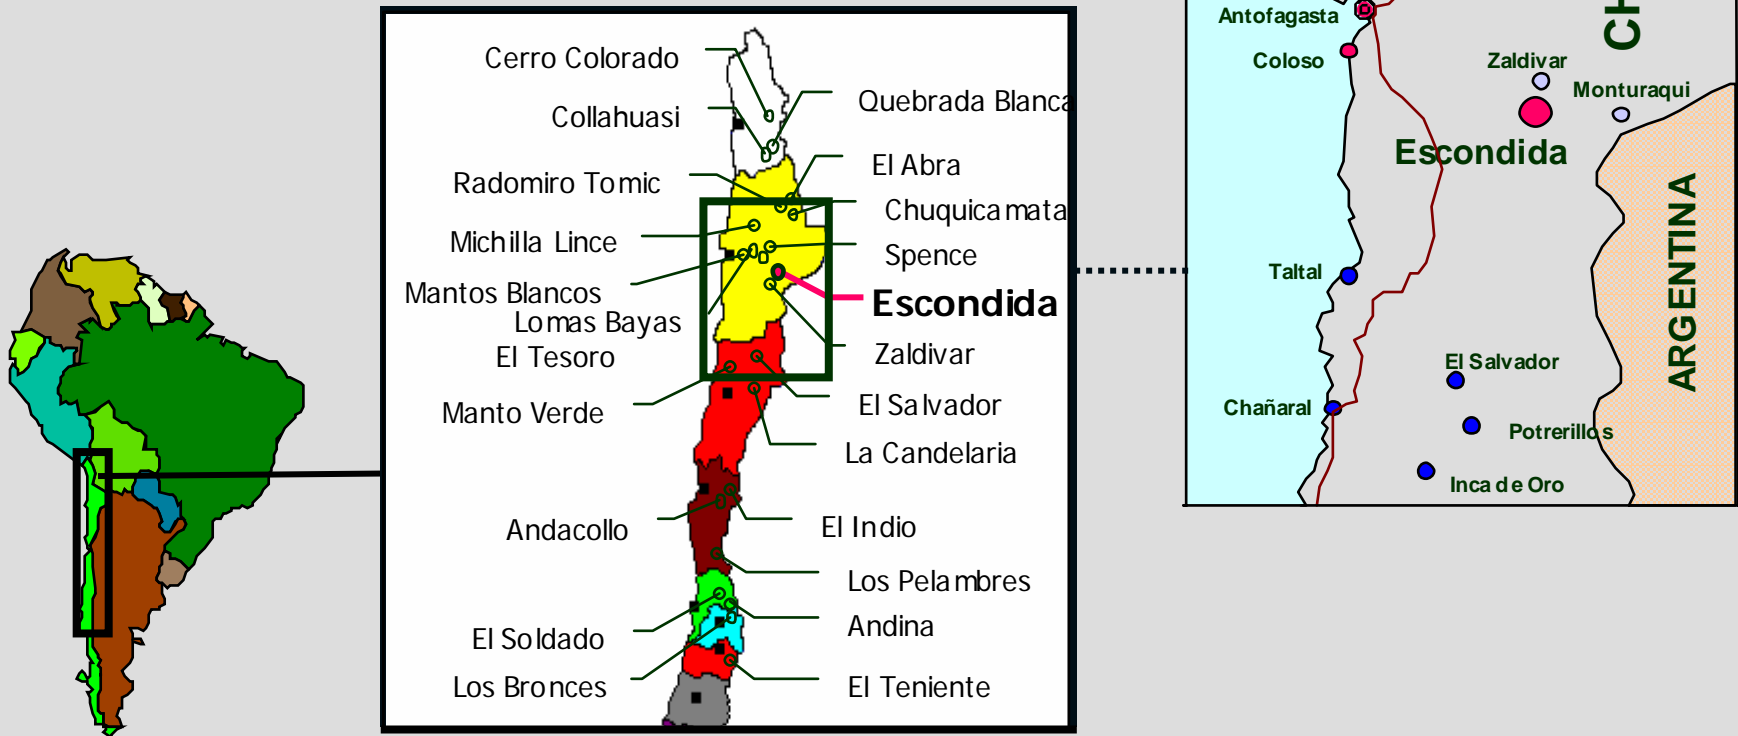 Cerro Colorado
Collahuasi
Quebrada Blanca
El Abra
Radomiro Tomic
Chuquicamata
Michilla Lince
Spence
Mantos Blancos
Escondida
Lomas Bayas
El Tesoro
Zaldivar
Manto Verde
El Salvador
La Candelaria
Andacollo
El Indio
Los Pelambres
El Soldado
Andina
Los Bronces
El Teniente
Antofagasta
CH
Coloso
Zaldivar
Monturaqui
Escondida
ARGENTINA
Taltal
El Salvador
Chañaral
Potrerillos
Inca de Oro